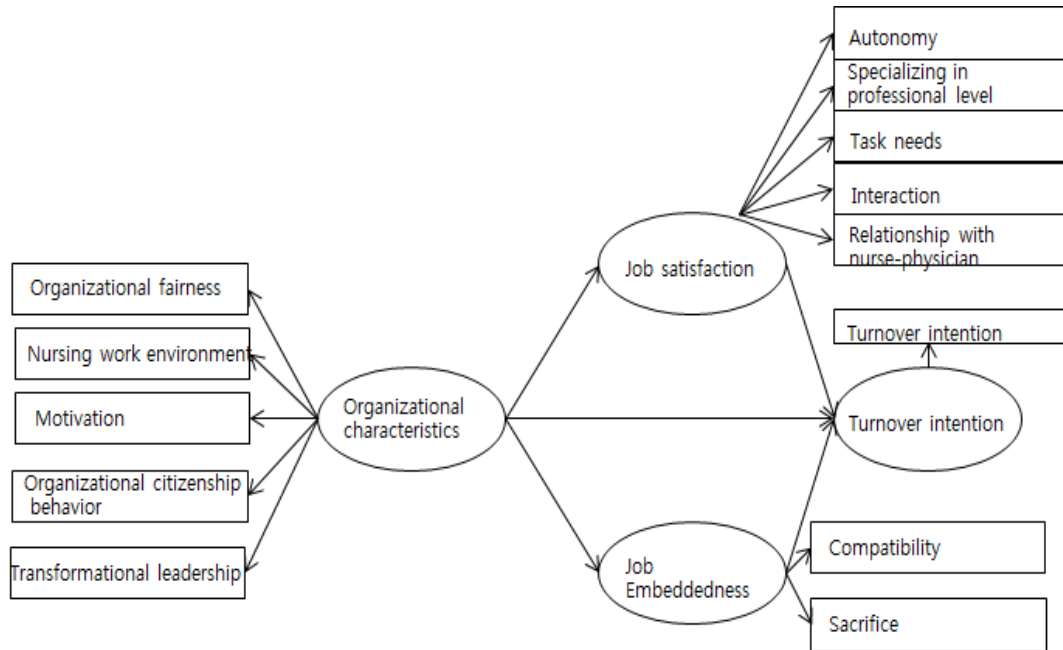 Autonomy
Specializing in
professional level
Task needs
Interaction
Relationship with
nurse-physician
Job satisfaction
Organizational fairness
Turnover intention
Nursing work environment
Motivation
Organizational
characteristics
Turnover intention
Organizational citizenship
behavior
Transformational leadership
Job
Embeddedness
Compatibility
Sacrifice